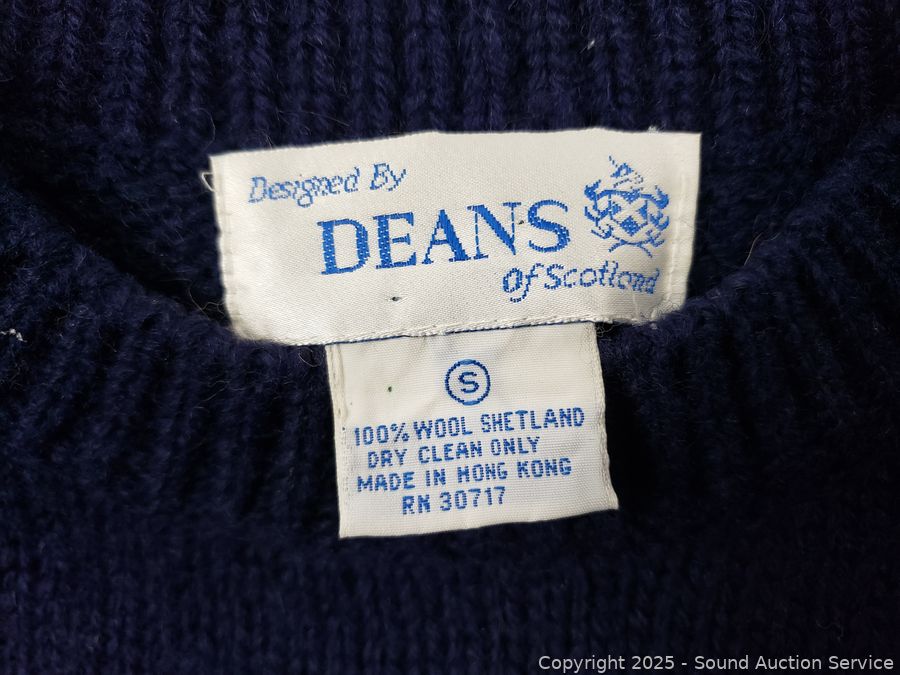 Designed By
DEANS
Of Scotland
S
100% WOOL SHETLAND
DRY CLEAN ONLY
MADE IN HONG KONG
RN 30717
Copyright 2025 - Sound Auction Service